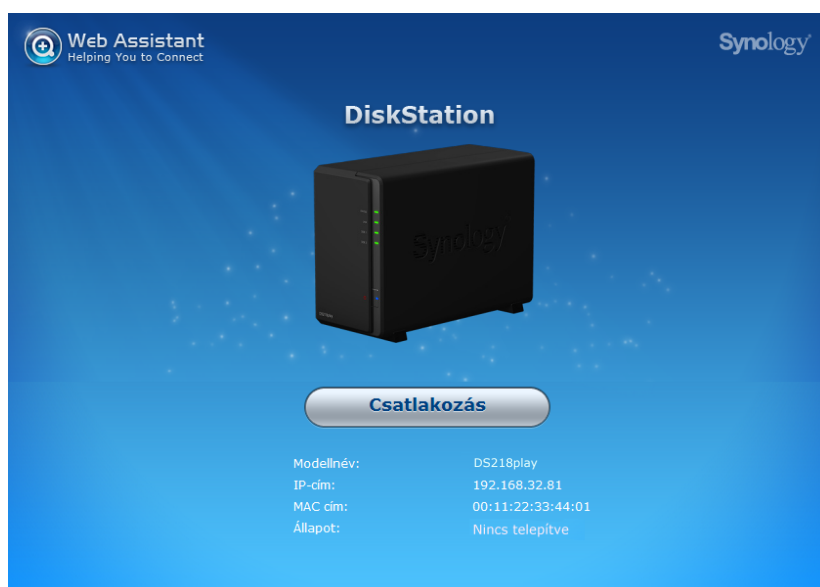 Web Assistant
Helping You to Connect
Synology
DiskStation
Synology
Csatlakozás
Modellnév: DS218play
IP-cím: 192.168.32.81
MAC cím: 00:11:22:33:44:01
Állapot: Nincs telepítve